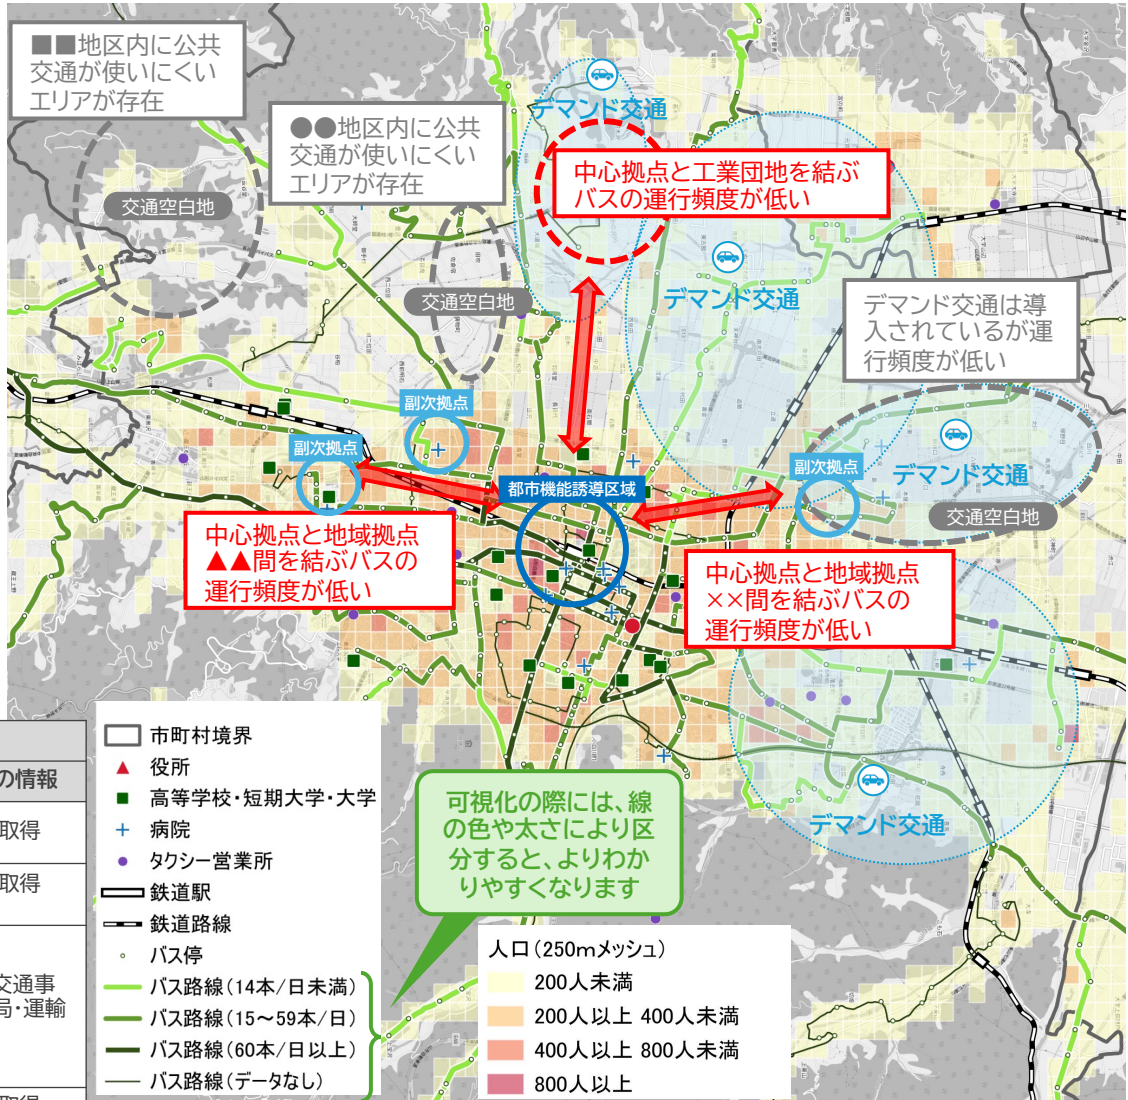 ■■地区内に公共
交通が使いにくい
エリアが存在
●●地区内に公共
交通が使いにくい
エリアが存在
デマンド交通
中心拠点と工業団地を結ぶ
バスの運行頻度が低い
交通空白地
交通空白地
デマンド交通
デマンド交通は導
入されているが運
行頻度が低い
副次拠点
副次拠点
副次拠点
デマンド交通
都市機能誘導区域
交通空白地
中心拠点と地域拠点
▲▲間を結ぶバスの
運行頻度が低い
中心拠点と地域拠点
××間を結ぶバスの
運行頻度が低い
デマンド交通
の情報
取得
取得
交通事
局・運輸
取得
市町村境界
役所
高等学校・短期大学・大学
病院
タクシー営業所
鉄道駅
鉄道路線
バス停
バス路線(14本/日未満)
バス路線(15～59本/日)
バス路線(60本/日以上)
バス路線(データなし)
可視化の際には、線
の色や太さにより区
分すると、よりわか
りやすくなります
人口(250mメッシュ)
200人未満
200人以上 400人未満
400人以上 800人未満
800人以上